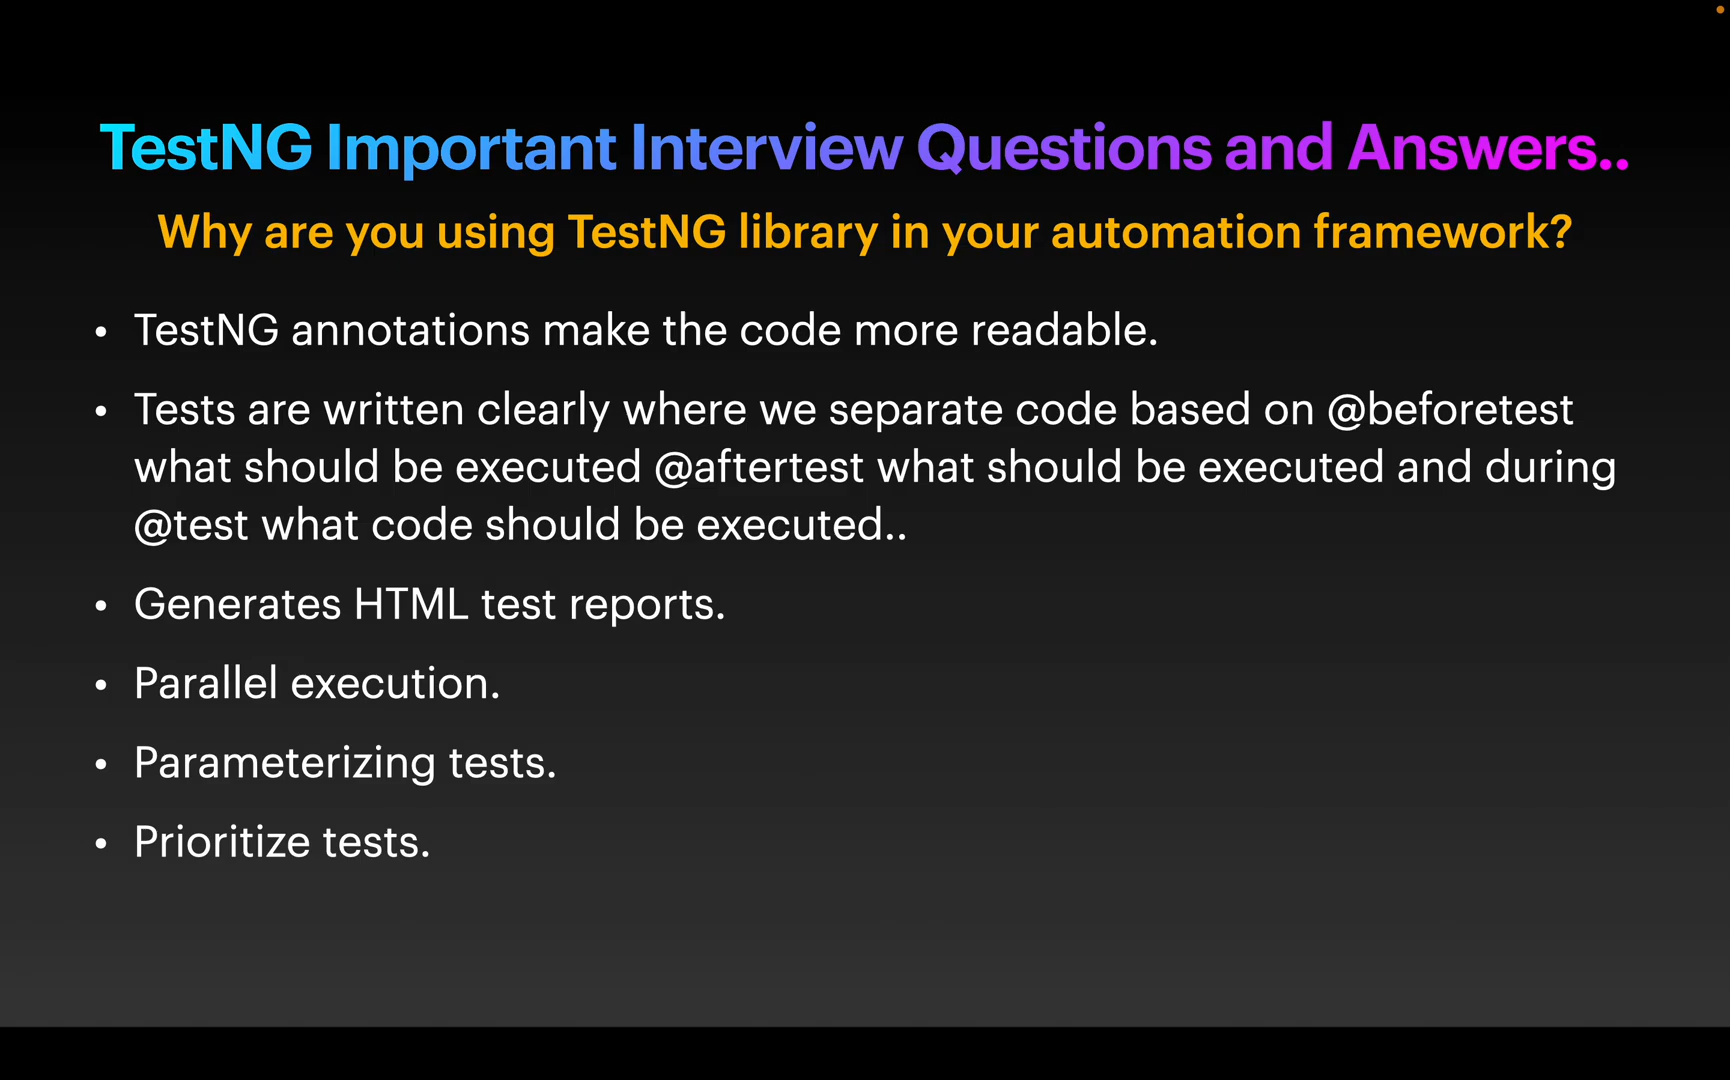 TestNG Important Interview Questions and Answers..
Why are you using TestNG library in your automation framework?
• TestNG annotations make the code more readable.
• Tests are written clearly where we separate code based on @beforetest
what should be executed @aftertest what should be executed and during
@test what code should be executed..
• Generates HTML test reports.
• Parallel execution.
• Parameterizing tests.
• Prioritize tests.